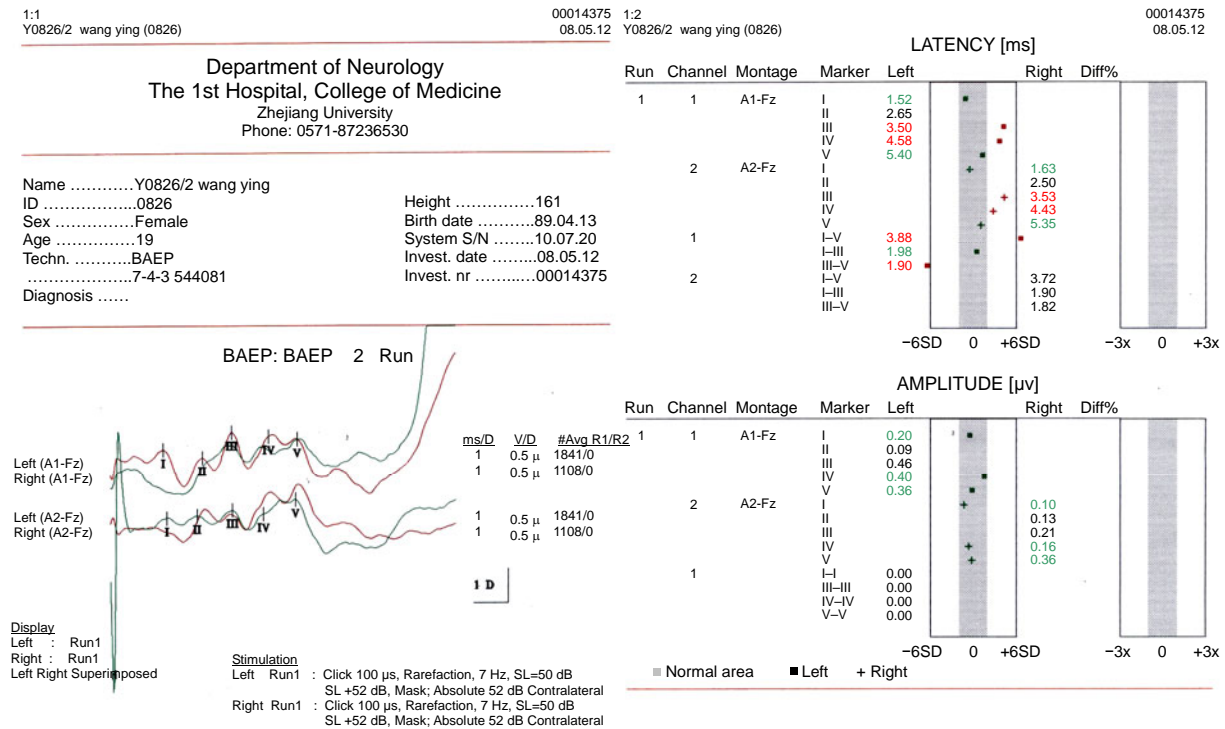 1:1 00014375
Y0826/2 wang ying (0826) 08.05.12
Department of Neurology
The 1st Hospital, College of Medicine
Zhejiang University
Phone: 0571-87236530
Name …………Y0826/2 wang ying
ID ……………..0826
Sex ……………Female
Age ……………19
Techn. ………..BAEP
………………..7-4-3 544081
Diagnosis ……
Height ……………161
Birth date ………..89.04.13
System S/N ……..10.07.20
Invest. date ……...08.05.12
Invest. nr ……...…00014375
BAEP: BAEP 2 Run
ms/D V/D #Avg R1/R2
Left (A1-Fz) 1 0.5 µ 1841/0
Right (A1-Fz) 1 0.5 µ 1108/0
I II III IV V
Left (A2-Fz) 1 0.5 µ 1841/0
Right (A2-Fz) 1 0.5 µ 1108/0
I II III IV V
1 D
Display
Left : Run1
Right : Run1
Left Right Superimposed
Stimulation
Left Run1 : Click 100 µs, Rarefaction, 7 Hz, SL=50 dB
SL +52 dB, Mask; Absolute 52 dB Contralateral
Right Run1 : Click 100 µs, Rarefaction, 7 Hz, SL=50 dB
SL +52 dB, Mask; Absolute 52 dB Contralateral
1:2 00014375
Y0826/2 wang ying (0826) 08.05.12
LATENCY [ms]
Run Channel Montage Marker Left Right Diff%
1 1 A1-Fz I 1.52
II 2.65
III 3.50
IV 4.58
V 5.40
2 A2-Fz I 1.63
II 2.50
III 3.53
IV 4.43
V 5.35
1 I–V 3.88
I–III 1.98
III–V 1.90
2 I–V 3.72
I–III 1.90
III–V 1.82
−6SD 0 +6SD −3x 0 +3x
AMPLITUDE [µv]
Run Channel Montage Marker Left Right Diff%
1 1 A1-Fz I 0.20
II 0.09
III 0.46
IV 0.40
V 0.36
2 A2-Fz I 0.10
II 0.13
III 0.21
IV 0.16
V 0.36
1 I–I 0.00
III–III 0.00
IV–IV 0.00
V–V 0.00
−6SD 0 +6SD −3x 0 +3x
Normal area Left + Right